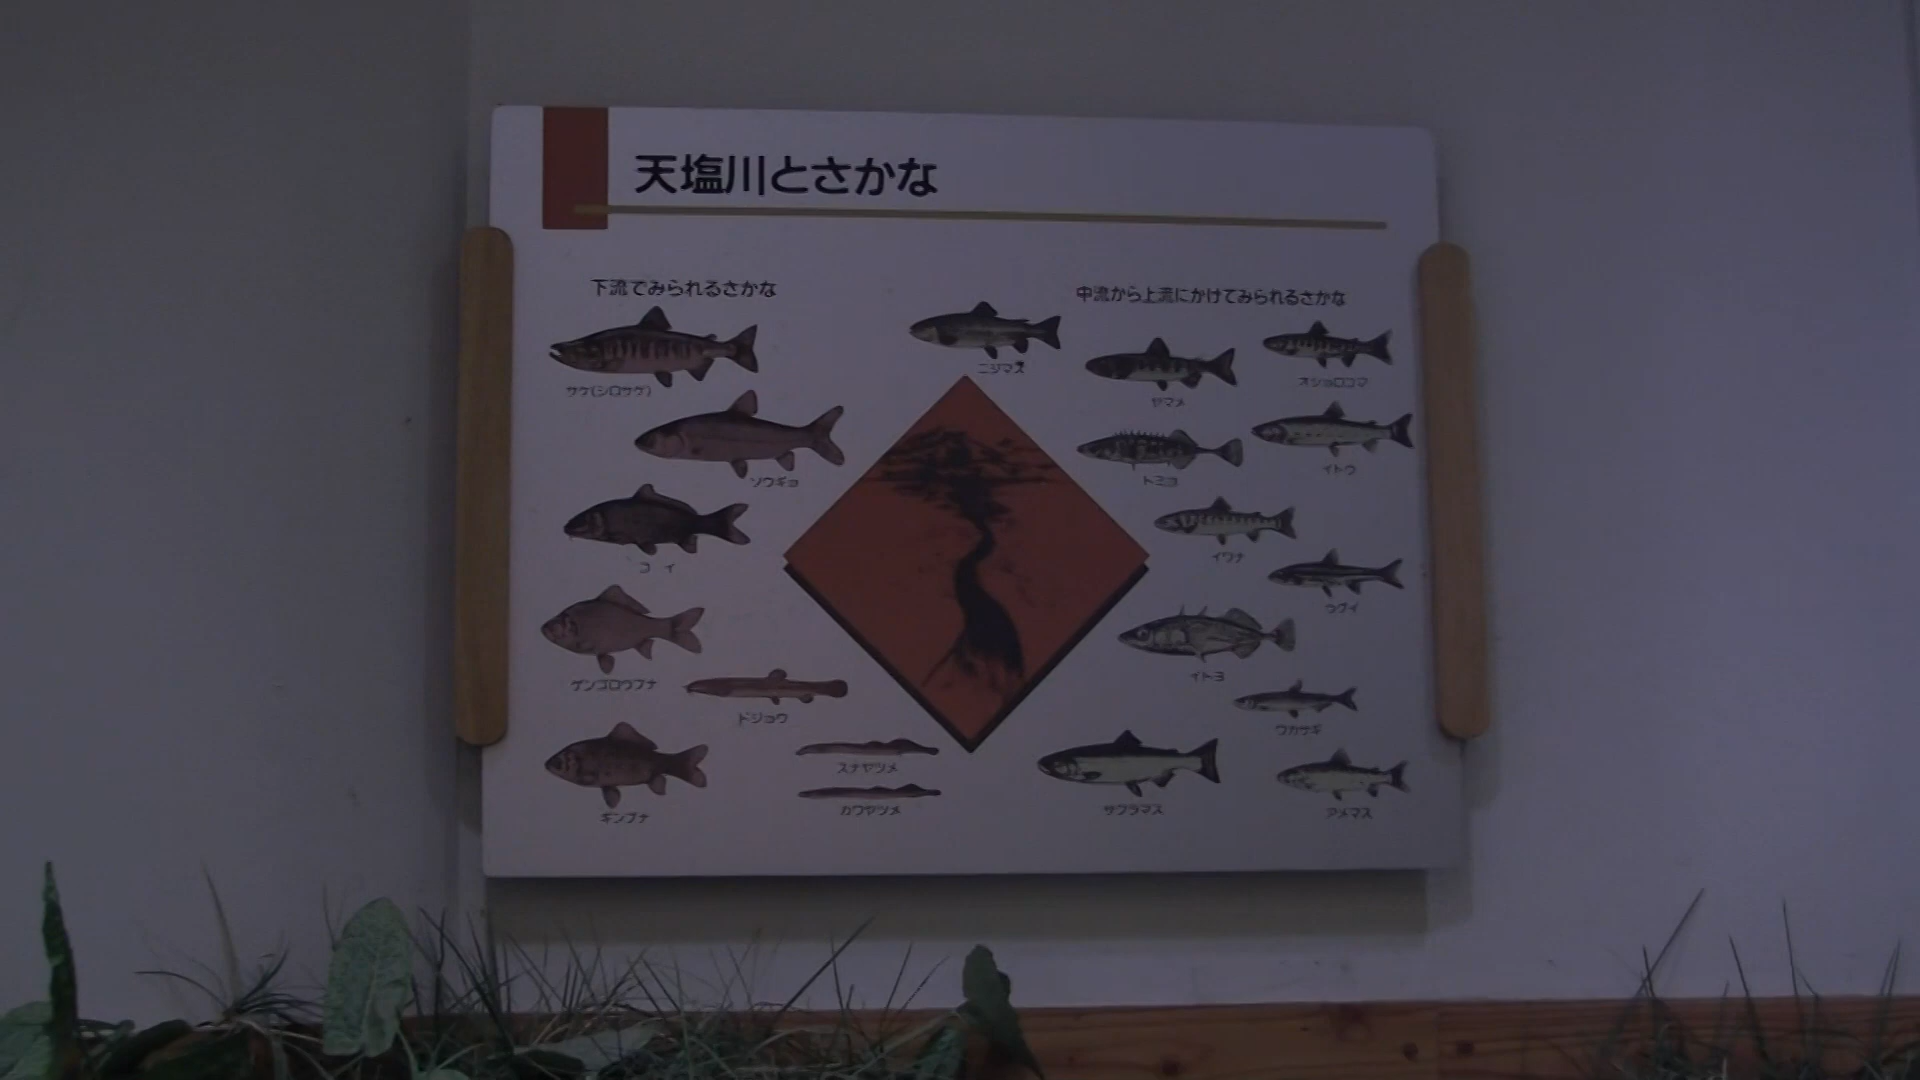 天塩川とさかな
下流でみられるさかな
サケ(シロサケ)
ソウギョ
コイ
ゲンゴロウブナ
ドジョウ
ギンブナ
スナヤツメ
カワヤツメ
ニジマス
中流から上流にかけてみられるさかな
ヤマメ
オショロコマ
トミヨ
イトウ
イワナ
ウグイ
イトヨ
ワカサギ
サクラマス
アメマス